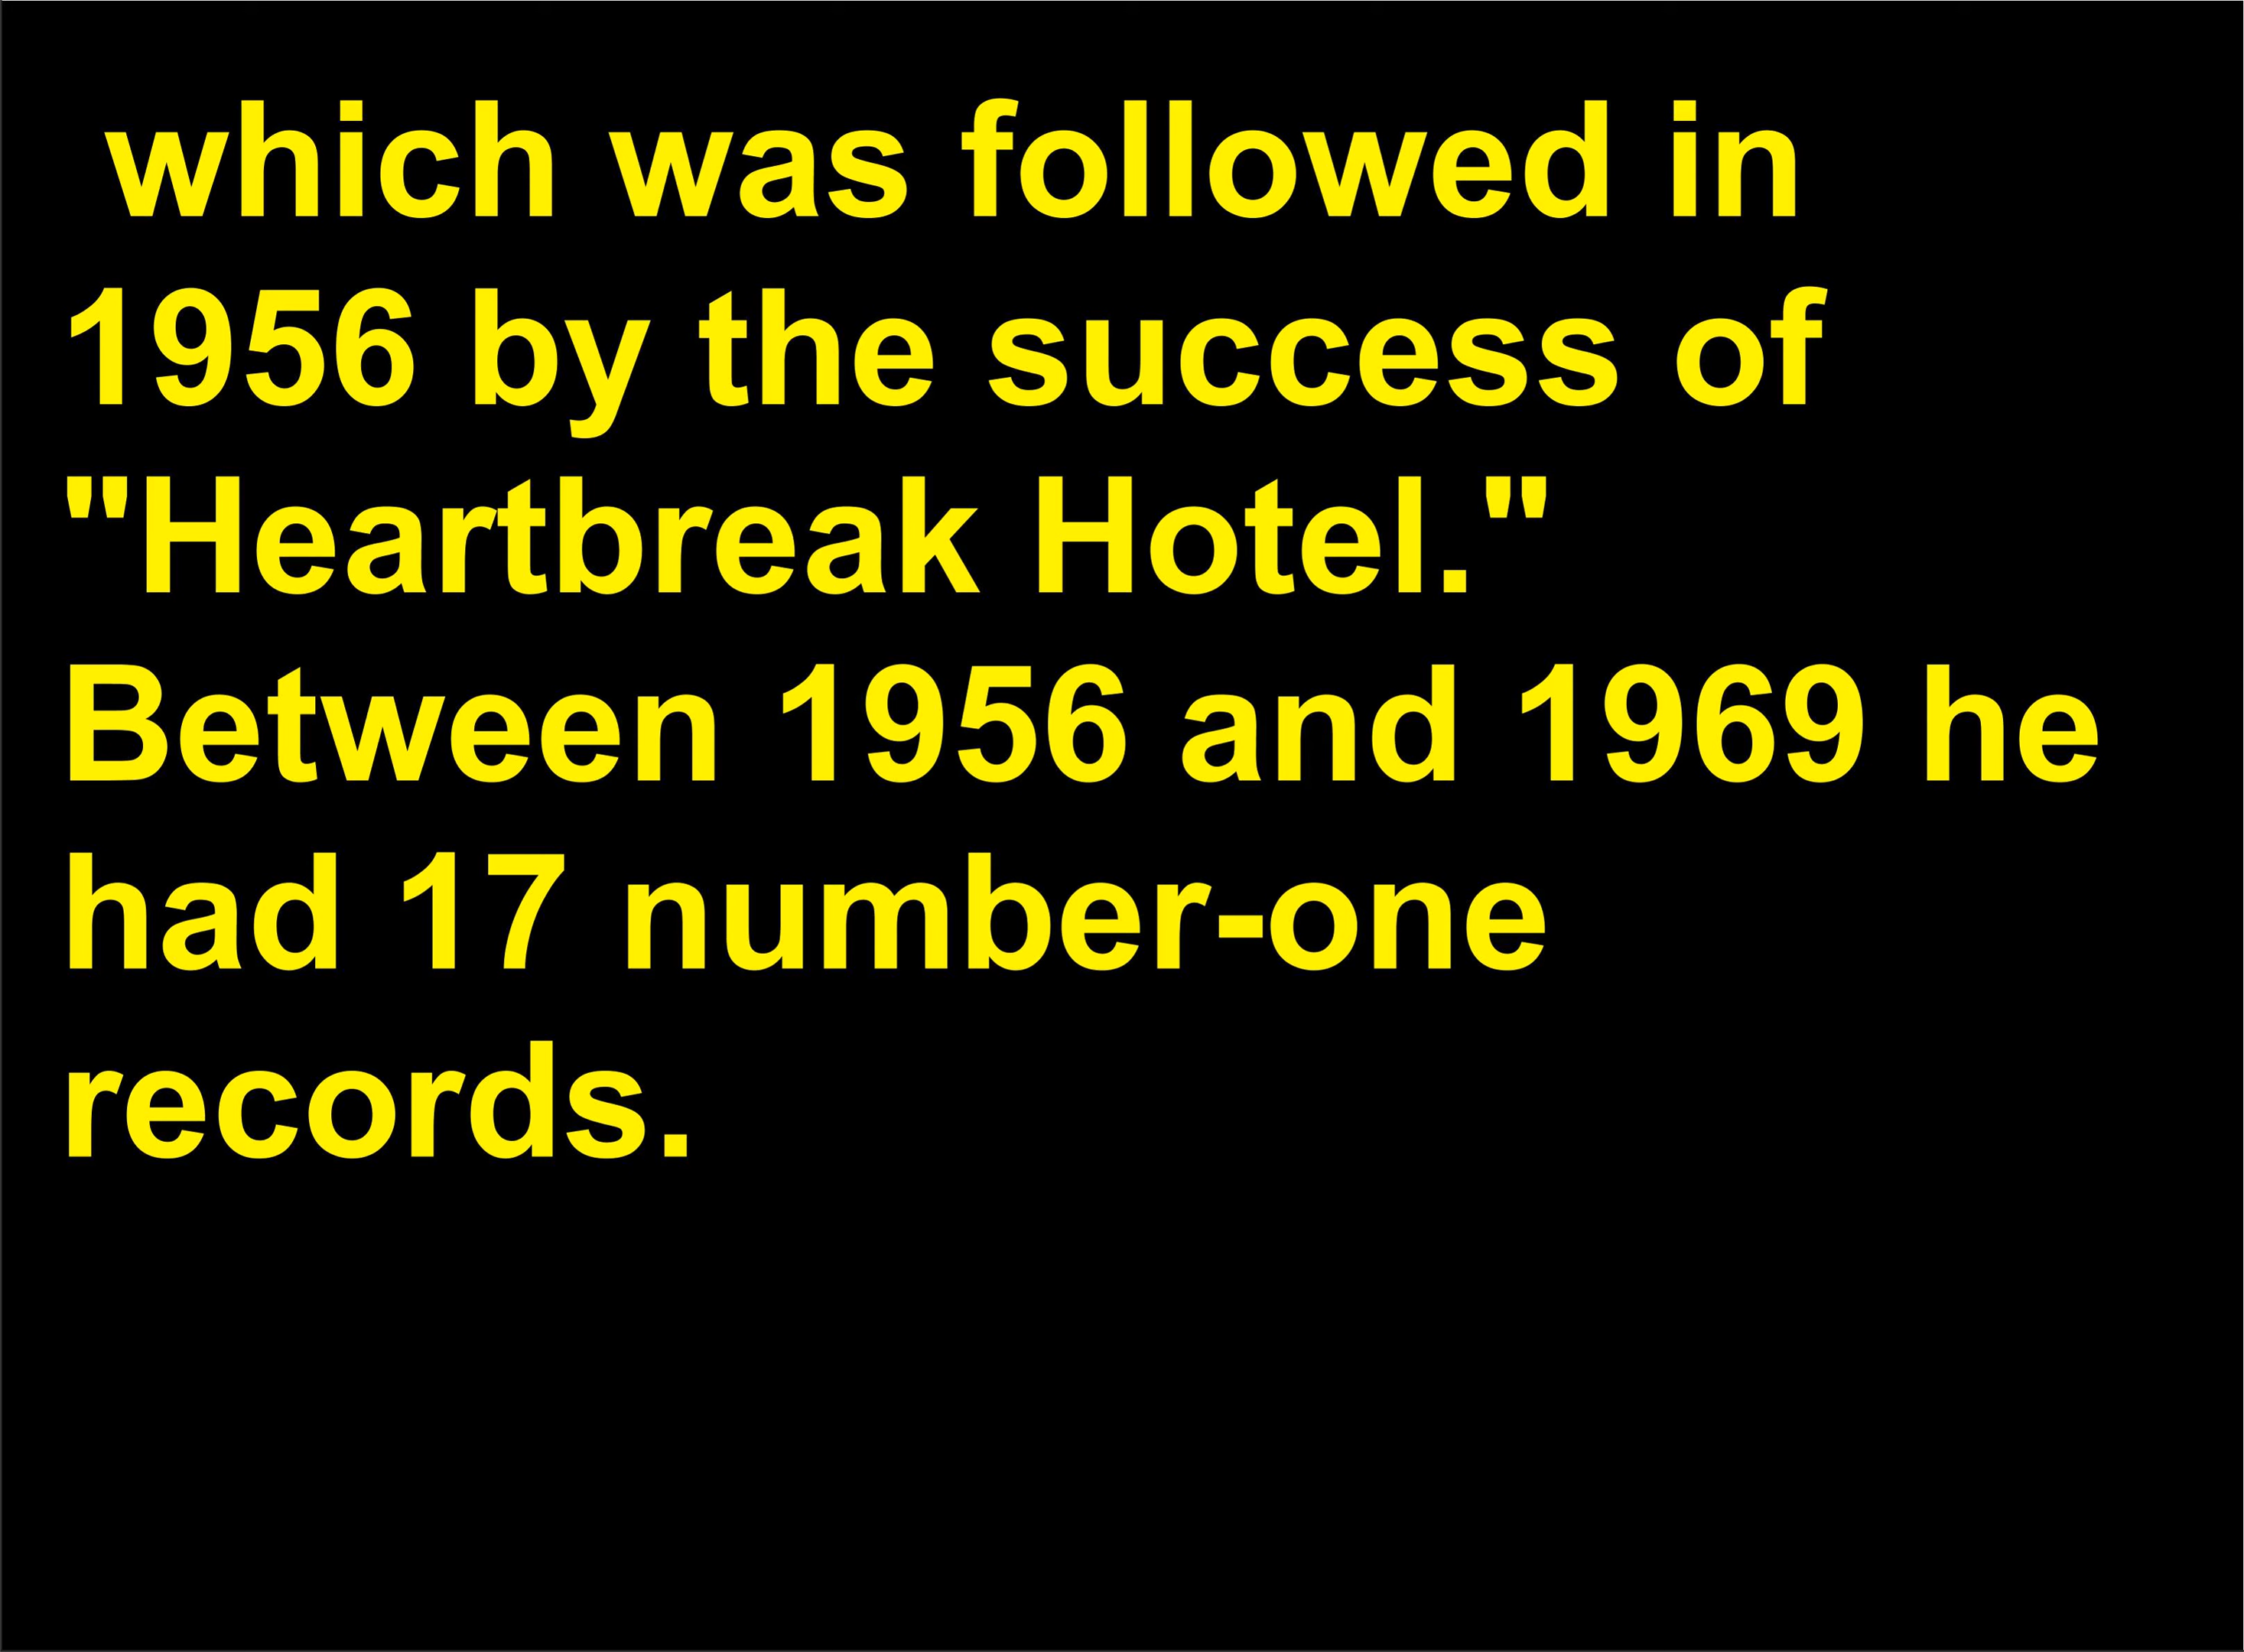 which was followed in
1956 by the success of
"Heartbreak Hotel."
Between 1956 and 1969 he
had 17 number-one
records.